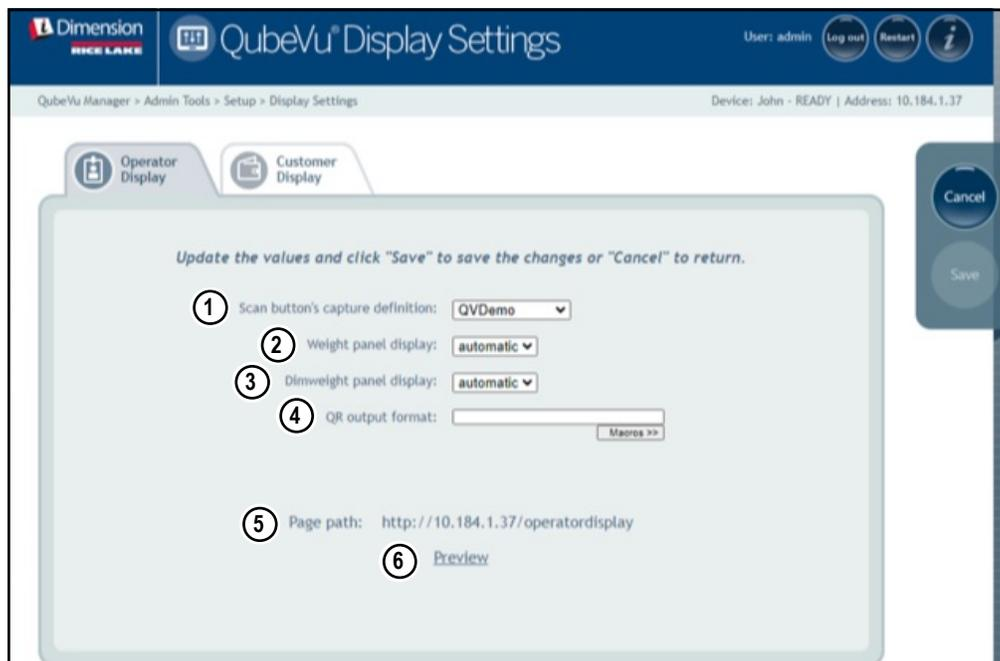 Dimension
RICE LAKE
QubeVu® Display Settings
User: admin
Log out
Restart
i
QubeVu Manager > Admin Tools > Setup > Display Settings
Device: John - READY | Address: 10.184.1.37
Operator
Display
Customer
Display
Cancel
Save
Update the values and click "Save" to save the changes or "Cancel" to return.
1 Scan button's capture definition: QVDemo
2 Weight panel display: automatic
3 Dimweight panel display: automatic
4 QR output format:
Macros >>
5 Page path: http://10.184.1.37/operatordisplay
6 Preview